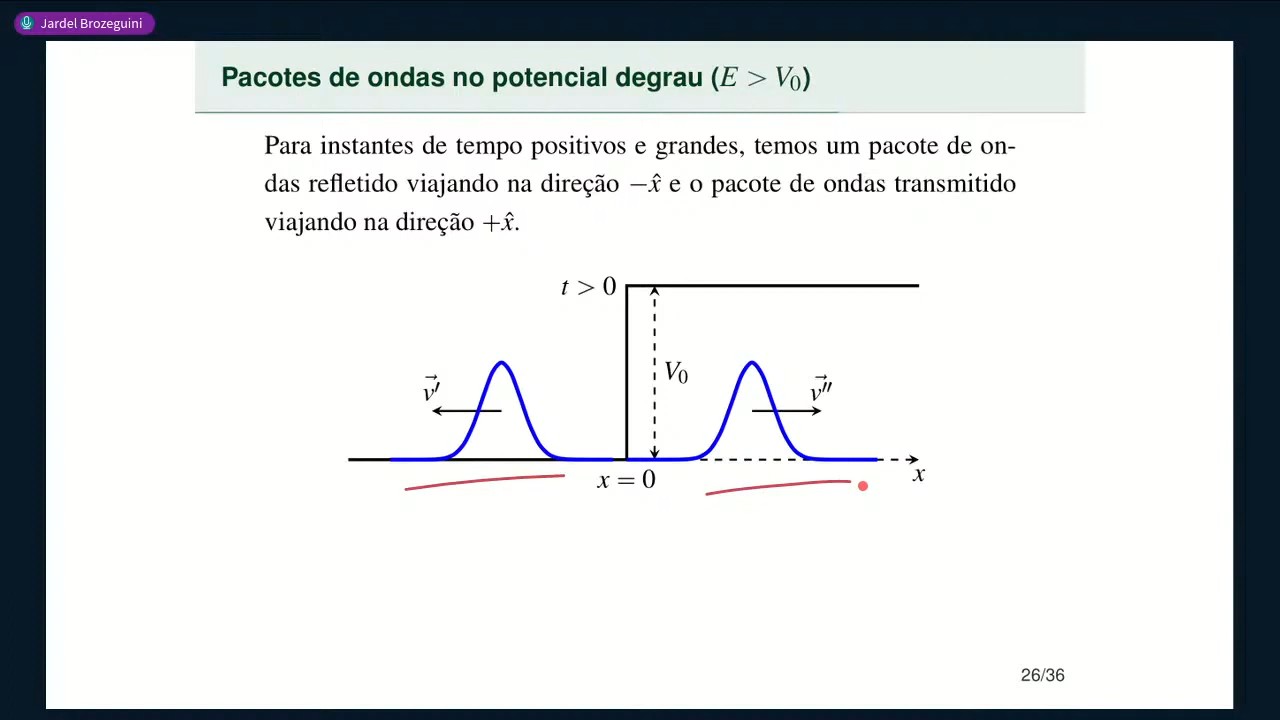 Jardel Brozeguini
Pacotes de ondas no potencial degrau (E > V₀)
Para instantes de tempo positivos e grandes, temos um pacote de on-
das refletido viajando na direção −x̂ e o pacote de ondas transmitido
viajando na direção +x̂.
t > 0
V₀
v⃗′
v⃗′′
x = 0
x
26/36